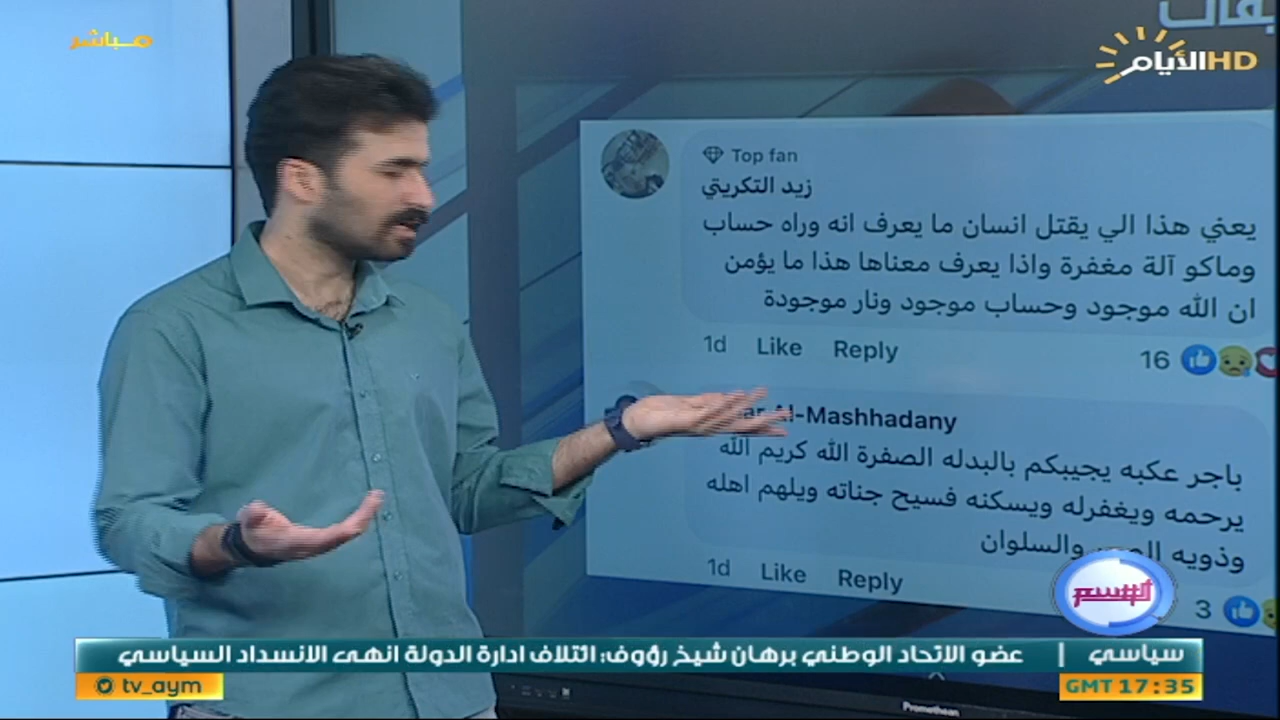 مباشر
الأيام HD
Top fan
زيد التكريتي
يعني هذا الي يقتل انسان ما يعرف انه وراه حساب
وماكو آلة مغفرة واذا يعرف معناها هذا ما يؤمن
ان الله موجود وحساب موجود ونار موجودة
1d Like Reply 16
Al-Mashhadany
باجر عكبه يجيبكم بالبدله الصفرة الله كريم الله
يرحمه ويغفرله ويسكنه فسيح جناته ويلهم اهله
وذويه والسلوان
1d Like Reply 3
سياسي | عضو الاتحاد الوطني برهان شيخ رؤوف: ائتلاف ادارة الدولة انهى الانسداد السياسي
tv_aym
GMT 17:35
Promethean